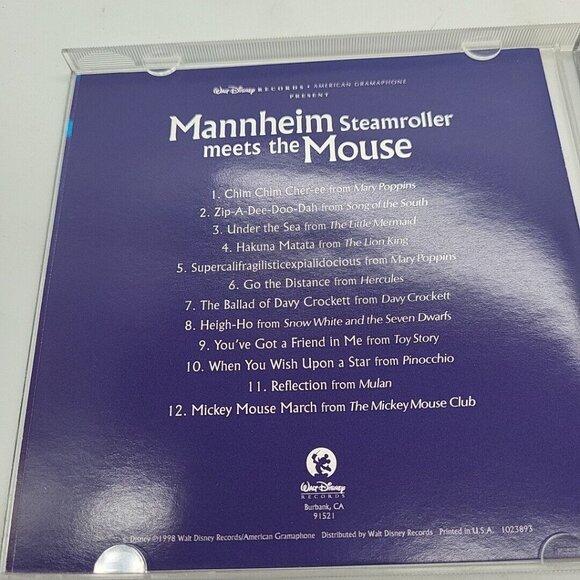 Walt Disney RECORDS • AMERICAN GRAMAPHONE
PRESENT
Mannheim Steamroller
meets the Mouse
1. Chim Chim Cher-ee from Mary Poppins
2. Zip-A-Dee-Doo-Dah from Song of the South
3. Under the Sea from The Little Mermaid
4. Hakuna Matata from The Lion King
5. Supercalifragilisticexpialidocious from Mary Poppins
6. Go the Distance from Hercules
7. The Ballad of Davy Crockett from Davy Crockett
8. Heigh-Ho from Snow White and the Seven Dwarfs
9. You've Got a Friend in Me from Toy Story
10. When You Wish Upon a Star from Pinocchio
11. Reflection from Mulan
12. Mickey Mouse March from The Mickey Mouse Club
Walt Disney
RECORDS
Burbank, CA
91521
© Disney ℗1998 Walt Disney Records/American Gramaphone Distributed by Walt Disney Records Printed in U.S.A. 1023893